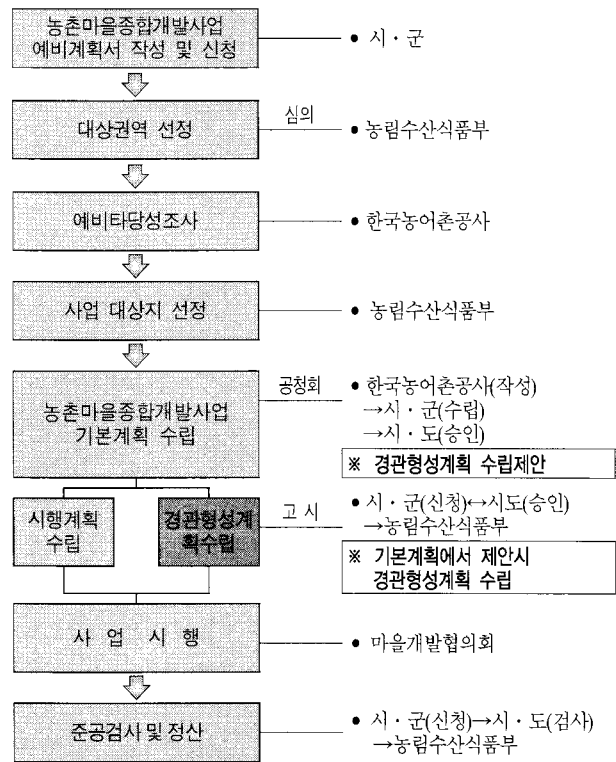 농촌마을종합개발사업
예비계획서 작성 및 신청
• 시 · 군
대상권역 선정
심의
• 농림수산식품부
예비타당성조사
• 한국농어촌공사
사업 대상지 선정
• 농림수산식품부
농촌마을종합개발사업
기본계획 수립
공청회
• 한국농어촌공사(작성)
→시 · 군(수립)
→시 · 도(승인)
※ 경관형성계획 수립제안
시행계획
수립
경관형성계
획수립
고 시
• 시 · 군(신청)↔시도(승인)
→농림수산식품부
※ 기본계획에서 제안시
경관형성계획 수립
사 업 시 행
• 마을개발협의회
준공검사 및 정산
• 시 · 군(신청)→시 · 도(검사)
→농림수산식품부